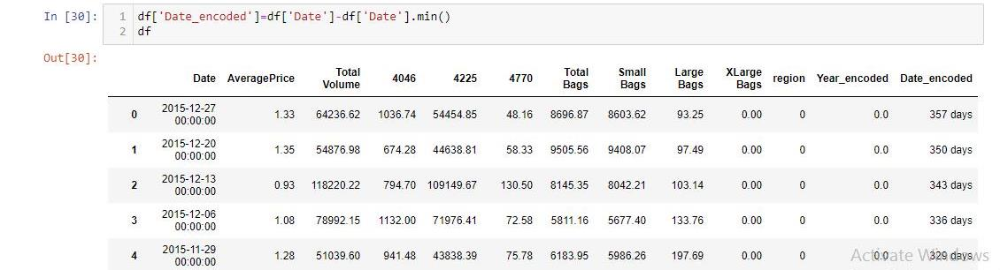 In [30]: 1 df['Date_encoded']=df['Date']-df['Date'].min()
2 df
Out[30]:
Date AveragePrice Total Volume 4046 4225 4770 Total Bags Small Bags Large Bags XLarge Bags region Year_encoded Date_encoded
0 2015-12-27 00:00:00 1.33 64236.62 1036.74 54454.85 48.16 8696.87 8603.62 93.25 0.00 0 0.0 357 days
1 2015-12-20 00:00:00 1.35 54876.98 674.28 44638.81 58.33 9505.56 9408.07 97.49 0.00 0 0.0 350 days
2 2015-12-13 00:00:00 0.93 118220.22 794.70 109149.67 130.50 8145.35 8042.21 103.14 0.00 0 0.0 343 days
3 2015-12-06 00:00:00 1.08 78992.15 1132.00 71976.41 72.58 5811.16 5677.40 133.76 0.00 0 0.0 336 days
4 2015-11-29 00:00:00 1.28 51039.60 941.48 43838.39 75.78 6183.95 5986.26 197.69 0.00 0 0.0 329 days
Activate Windows